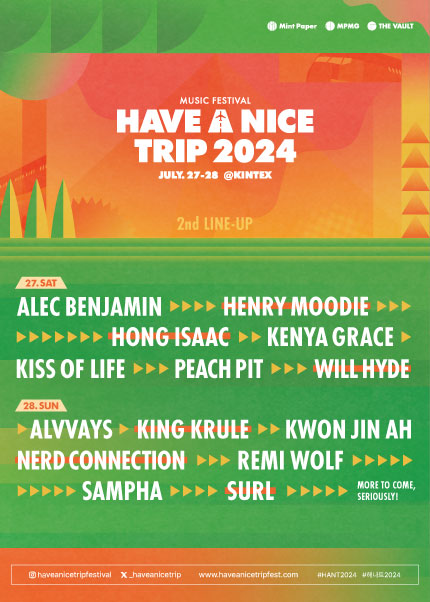 Mint Paper MPMG THE VAULT
MUSIC FESTIVAL
HAVE A NICE
TRIP 2024
JULY. 27-28 @KINTEX
2nd LINE-UP
27. SAT
ALEC BENJAMIN HENRY MOODIE
HONG ISAAC KENYA GRACE
KISS OF LIFE PEACH PIT WILL HYDE
28. SUN
ALVVAYS KING KRULE KWON JIN AH
NERD CONNECTION REMI WOLF
SAMPHA SURL MORE TO COME,
SERIOUSLY!
haveanicetripfestival _haveanicetrip www.haveanicetripfest.com #HANT2024 #해나트2024